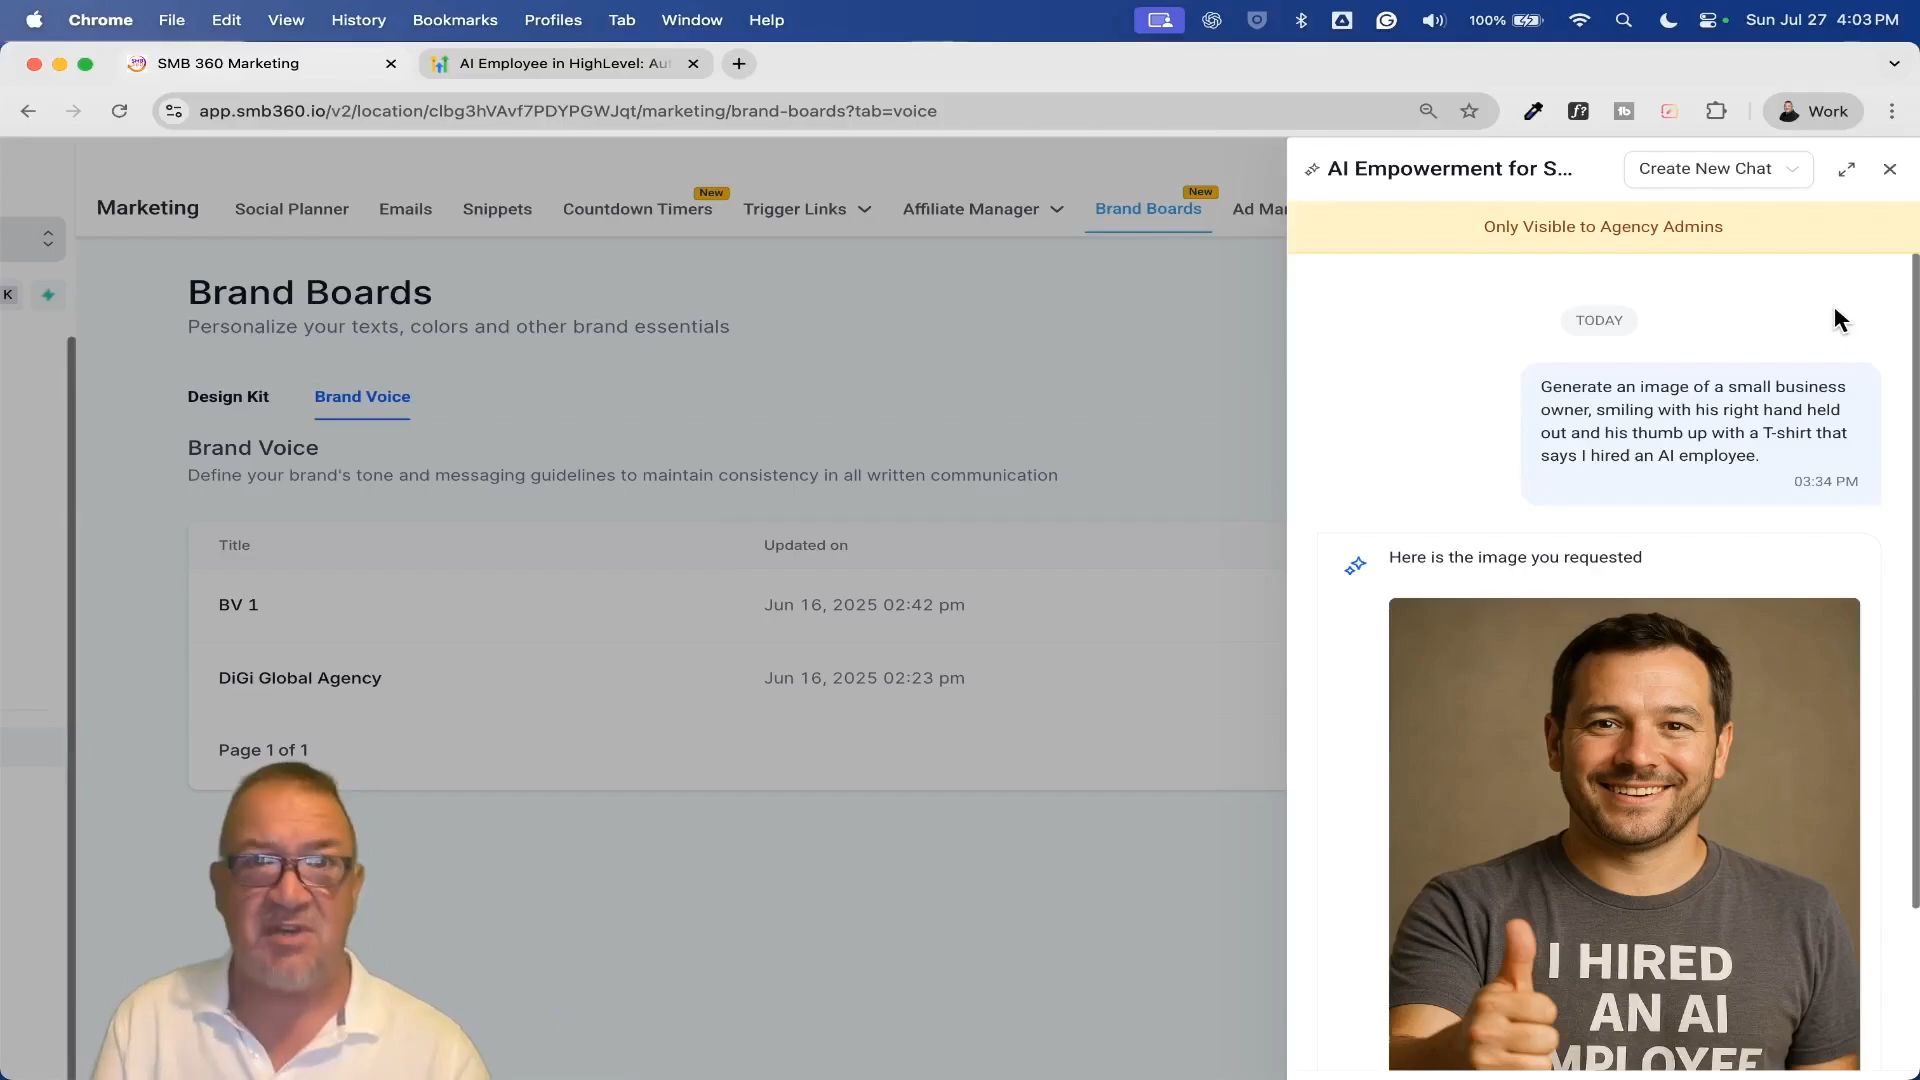 Chrome File Edit View History Bookmarks Profiles Tab Window Help 100% Sun Jul 27 4:03 PM
SMB 360 Marketing
AI Employee in HighLevel: Au
app.smb360.io/v2/location/clbg3hVAvf7PDYPGWJqt/marketing/brand-boards?tab=voice
Work
Marketing Social Planner Emails Snippets Countdown Timers New Trigger Links Affiliate Manager Brand Boards New Ad Ma
K
Brand Boards
Personalize your texts, colors and other brand essentials
Design Kit Brand Voice
Brand Voice
Define your brand's tone and messaging guidelines to maintain consistency in all written communication
Title Updated on
BV 1 Jun 16, 2025 02:42 pm
DiGi Global Agency Jun 16, 2025 02:23 pm
Page 1 of 1
AI Empowerment for S... Create New Chat
Only Visible to Agency Admins
TODAY
Generate an image of a small business
owner, smiling with his right hand held
out and his thumb up with a T-shirt that
says I hired an AI employee.
03:34 PM
Here is the image you requested
I HIRED
AN AI
EMPLOYEE